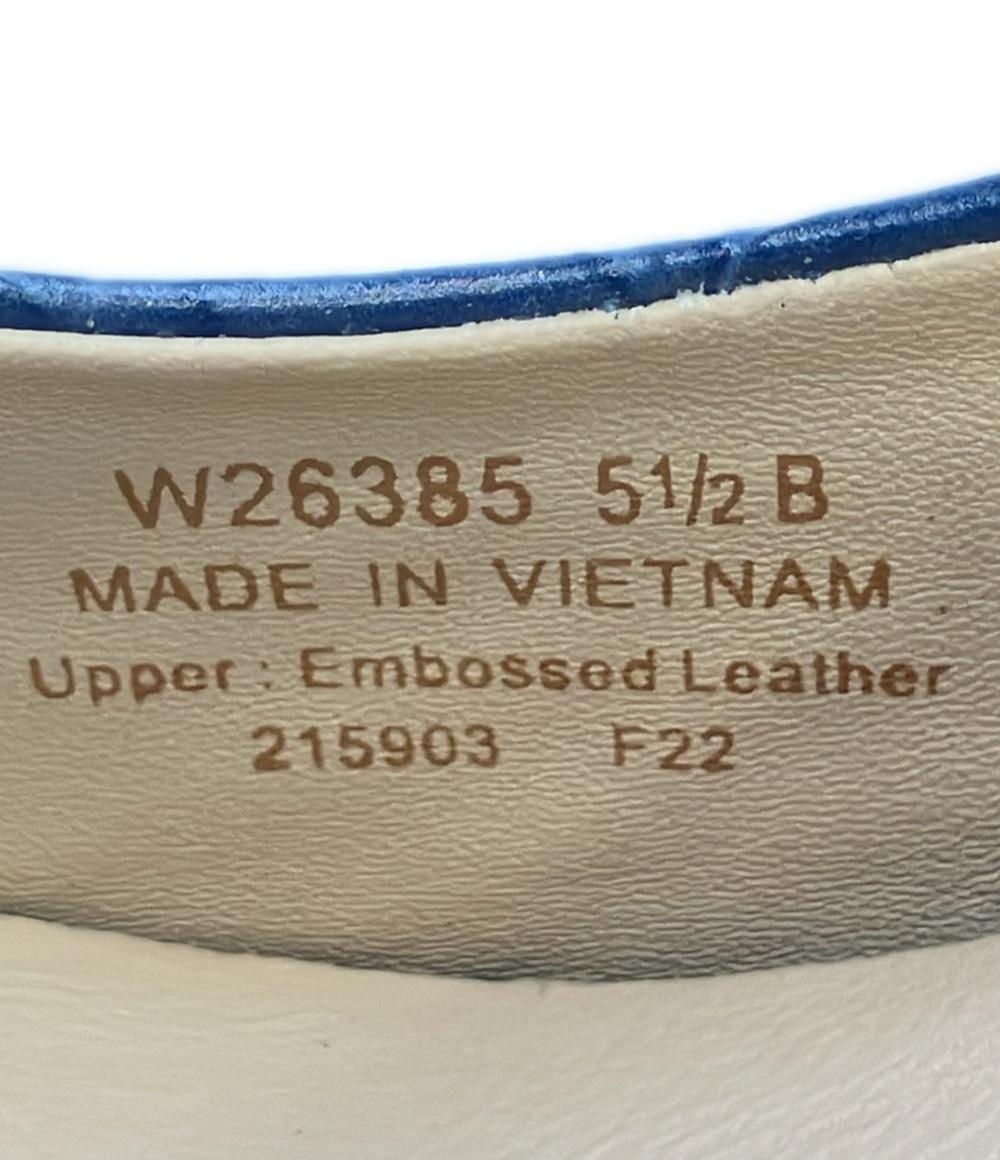 W26385 5½ B
MADE IN VIETNAM
Upper: Embossed Leather
215903 F22